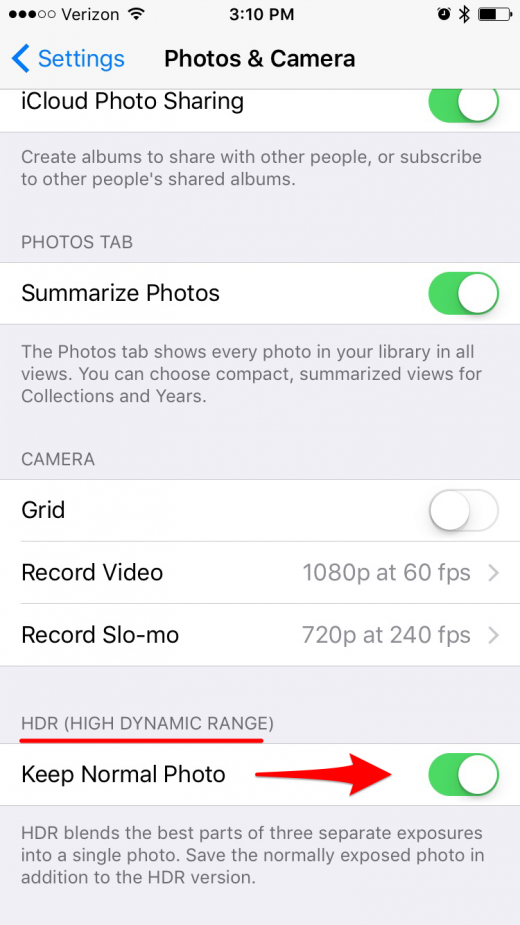 Verizon 3:10 PM
Settings Photos & Camera
iCloud Photo Sharing
Create albums to share with other people, or subscribe
to other people's shared albums.
PHOTOS TAB
Summarize Photos
The Photos tab shows every photo in your library in all
views. You can choose compact, summarized views for
Collections and Years.
CAMERA
Grid
Record Video 1080p at 60 fps
Record Slo-mo 720p at 240 fps
HDR (HIGH DYNAMIC RANGE)
Keep Normal Photo
HDR blends the best parts of three separate exposures
into a single photo. Save the normally exposed photo in
addition to the HDR version.